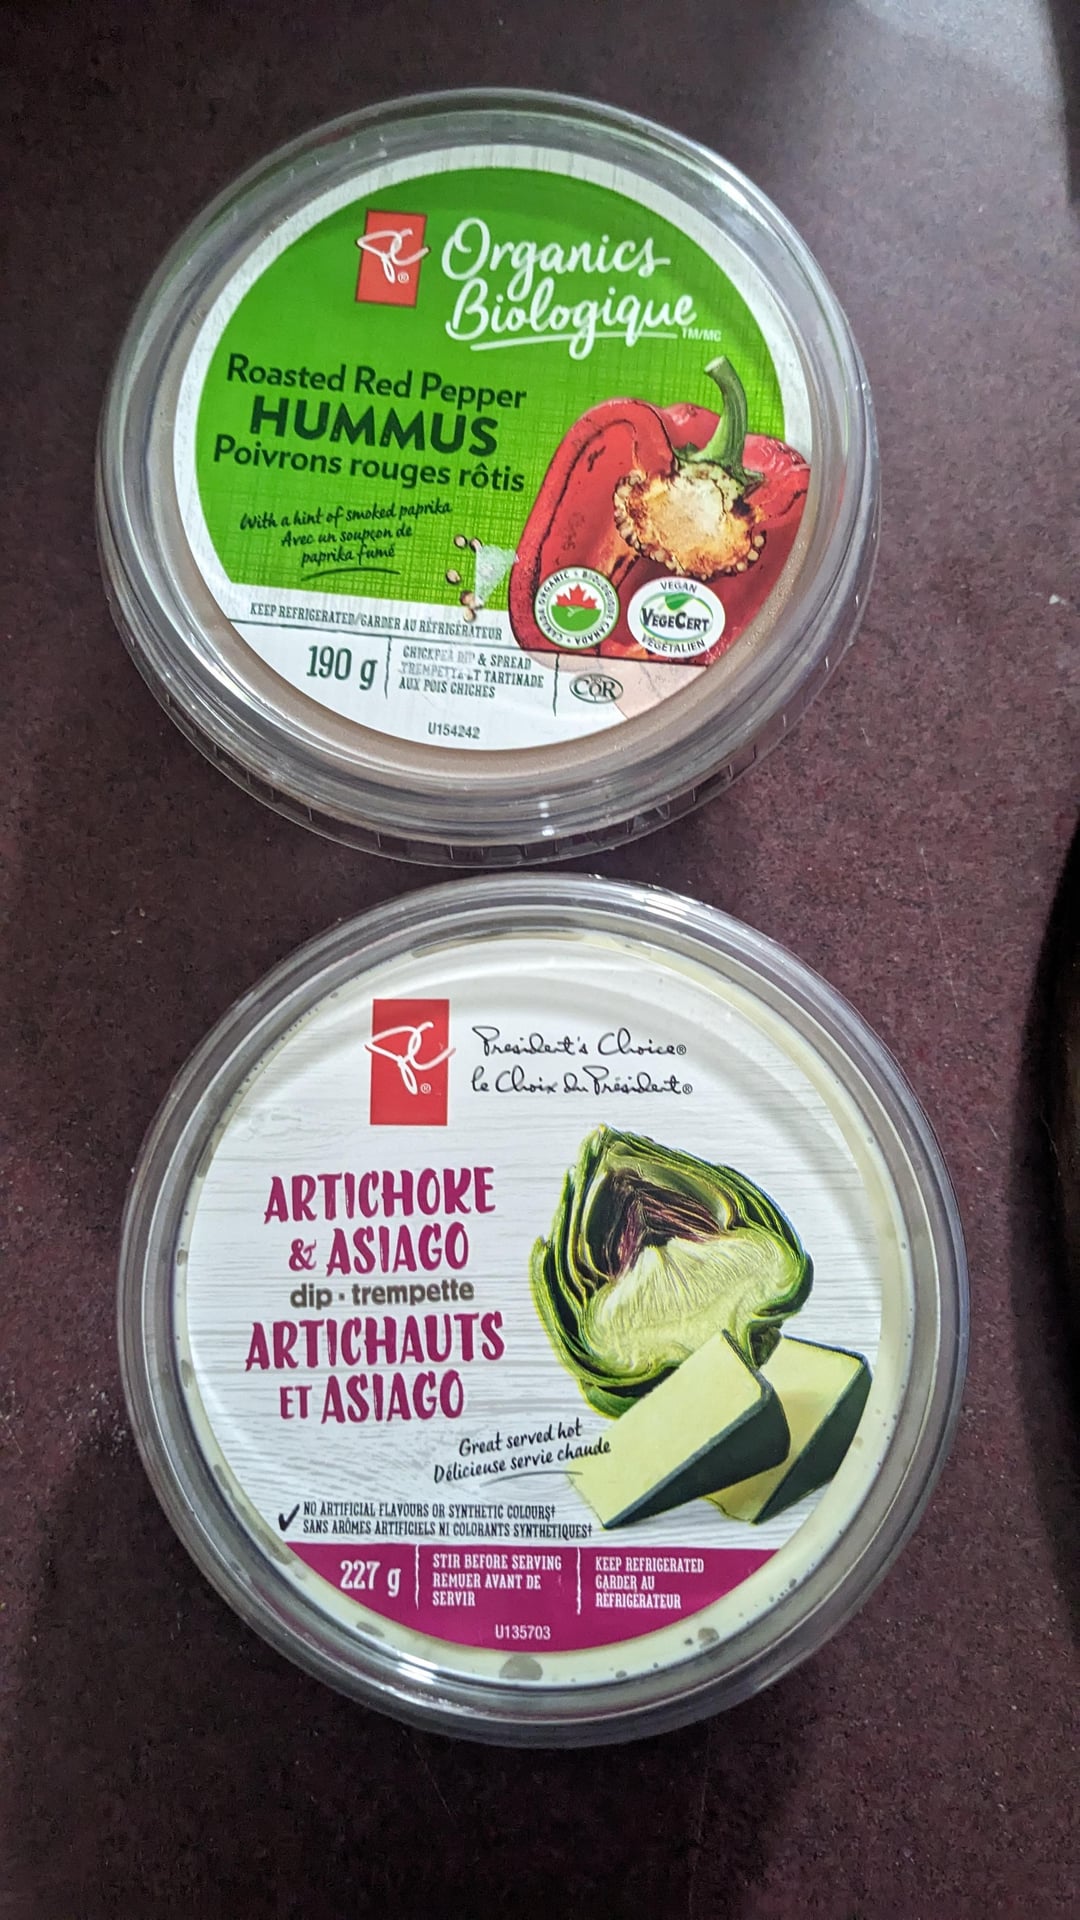 PC®
Organics
Biologique
TM/MC
Roasted Red Pepper
HUMMUS
Poivrons rouges rôtis
With a hint of smoked paprika
Avec un soupçon de
paprika fumé
CANADA ORGANIC • BIOLOGIQUE CANADA •
VEGAN
VEGECERT
VÉGÉTALIEN
KEEP REFRIGERATED/GARDER AU RÉFRIGÉRATEUR
190 g
CHICKPEA DIP & SPREAD
TREMPETTE ET TARTINADE
AUX POIS CHICHES
COR
U154242
PC®
President's Choice®
le Choix du Président®
ARTICHOKE
& ASIAGO
dip • trempette
ARTICHAUTS
ET ASIAGO
Great served hot
Délicieuse servie chaude
NO ARTIFICIAL FLAVOURS OR SYNTHETIC COLOURS†
SANS ARÔMES ARTIFICIELS NI COLORANTS SYNTHÉTIQUES†
227 g
STIR BEFORE SERVING
REMUER AVANT DE
SERVIR
KEEP REFRIGERATED
GARDER AU
RÉFRIGÉRATEUR
U135703